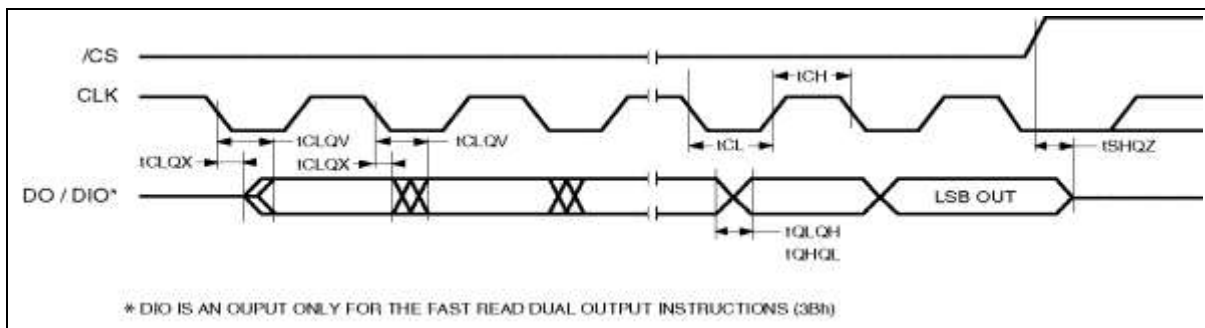 /CS
CLK
tCH
tCLQV
tCLQV
tCLQX
tCLQX
tCL
tSHQZ
DO / DIO*
LSB OUT
tQLQH
tQHQL
* DIO IS AN OUPUT ONLY FOR THE FAST READ DUAL OUTPUT INSTRUCTIONS (3Bh)